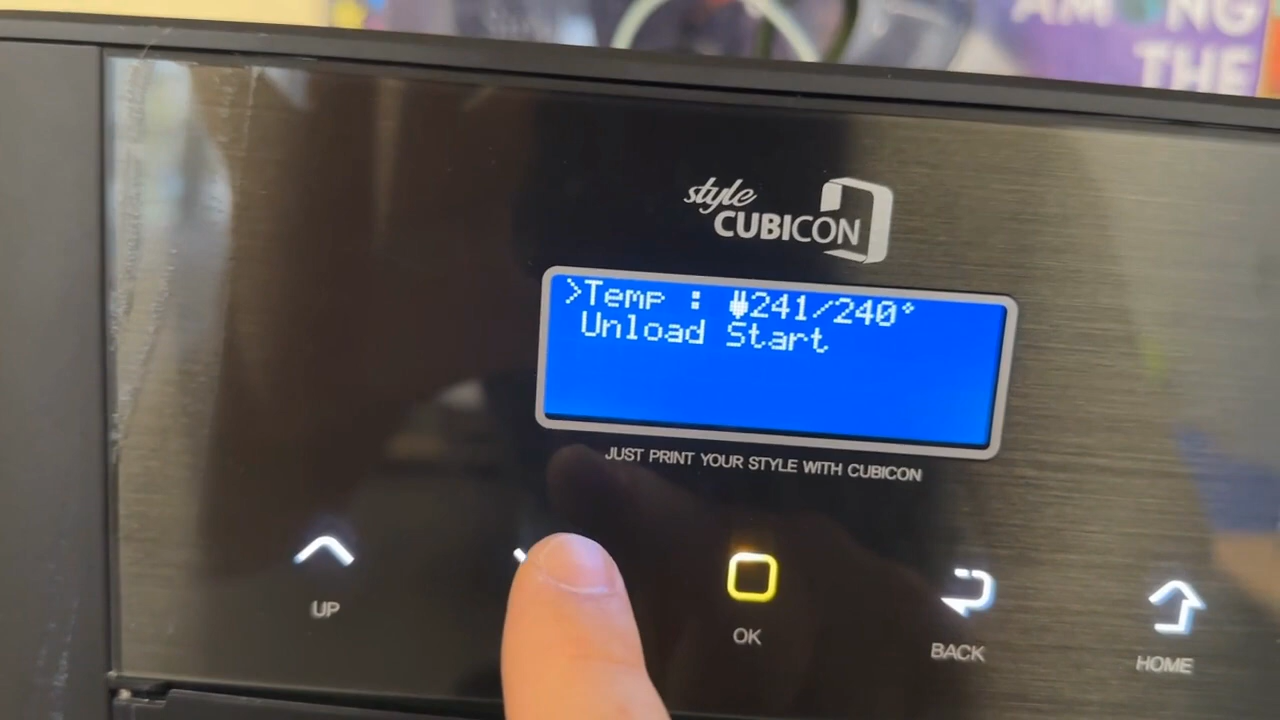 AMONG
THE
style
CUBICON
>Temp : 241/240°
Unload Start
JUST PRINT YOUR STYLE WITH CUBICON
UP
OK
BACK
HOME